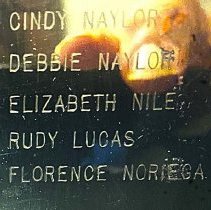 CINDY NAYLOR
DEBBIE NAYLOR
ELIZABETH NILE
RUDY LUCAS
FLORENCE NORIEGA